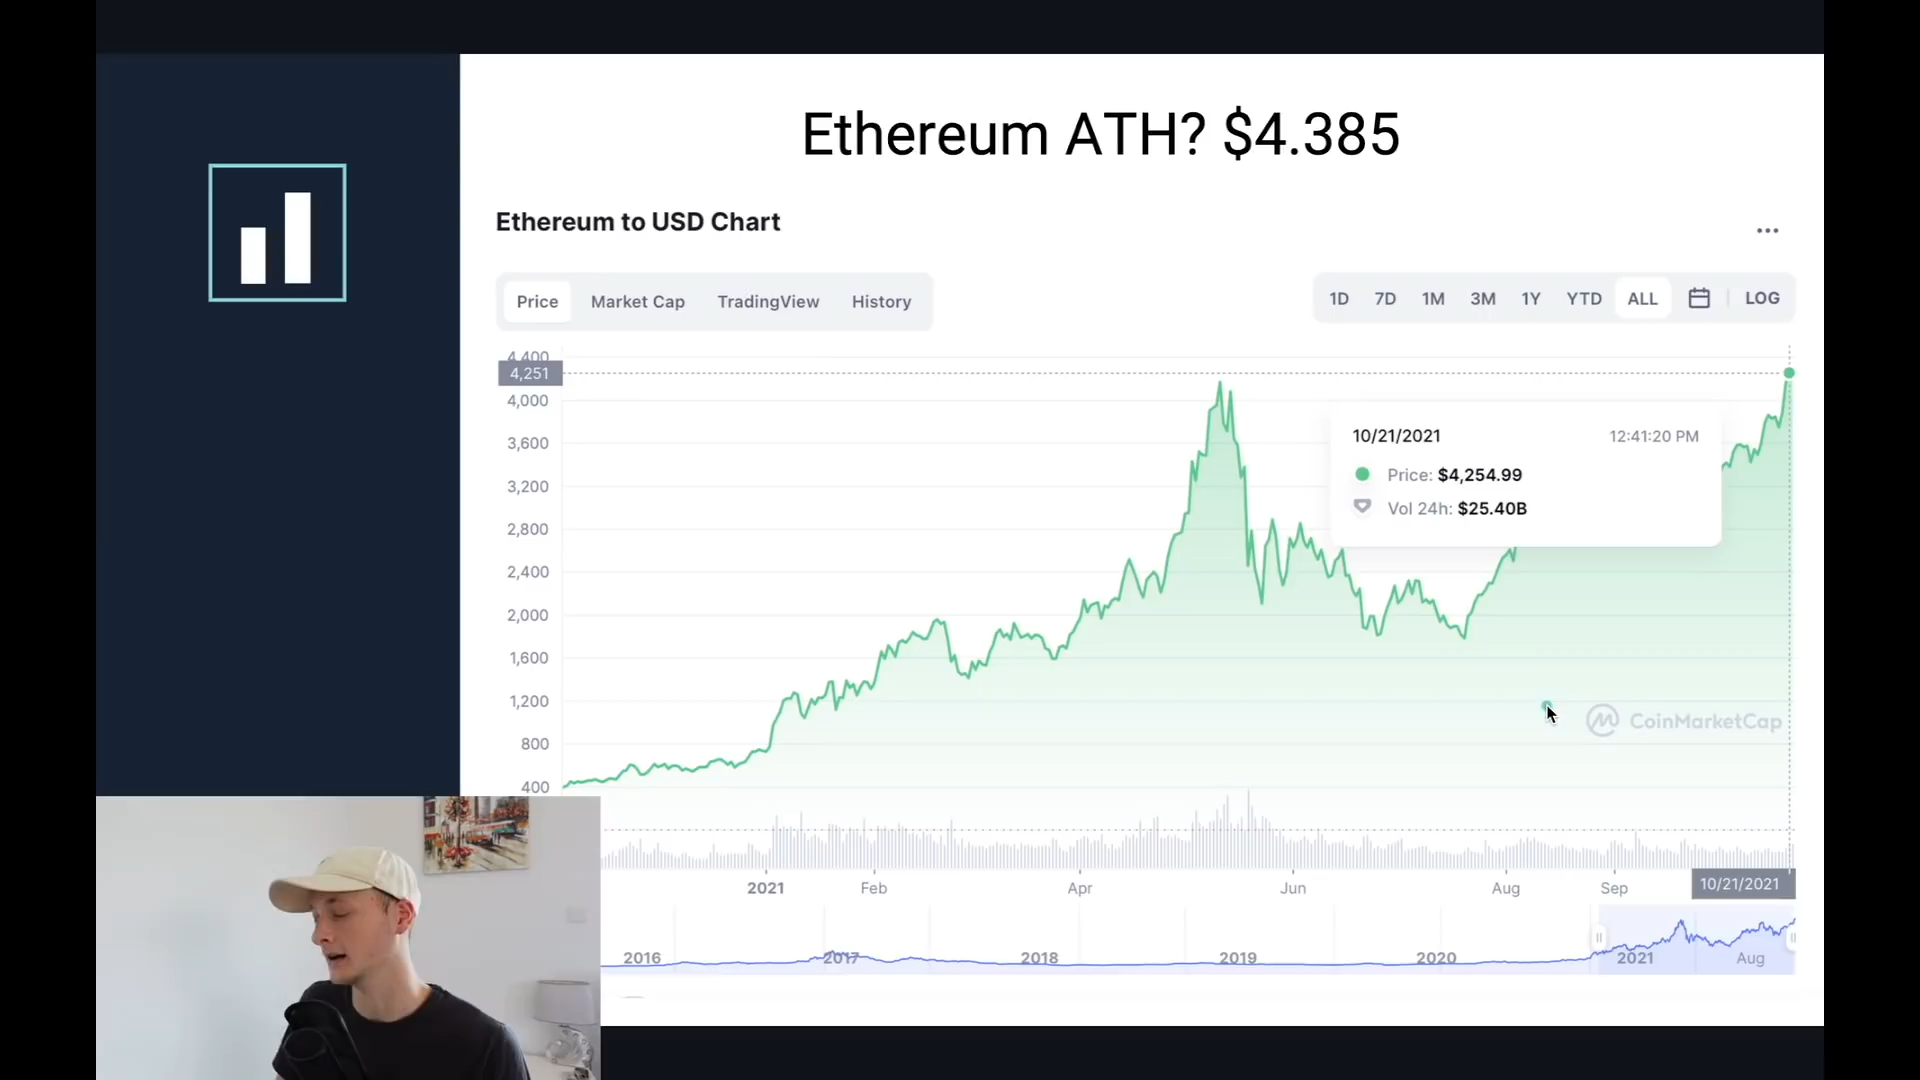 Ethereum ATH? $4.385
Ethereum to USD Chart
Price Market Cap TradingView History
1D 7D 1M 3M 1Y YTD ALL LOG
4,400
4,251
4,000
3,600
3,200
2,800
2,400
2,000
1,600
1,200
800
400
10/21/2021 12:41:20 PM
Price: $4,254.99
Vol 24h: $25.40B
CoinMarketCap
2021 Feb Apr Jun Aug Sep 10/21/2021
2016 2017 2018 2019 2020 2021 Aug